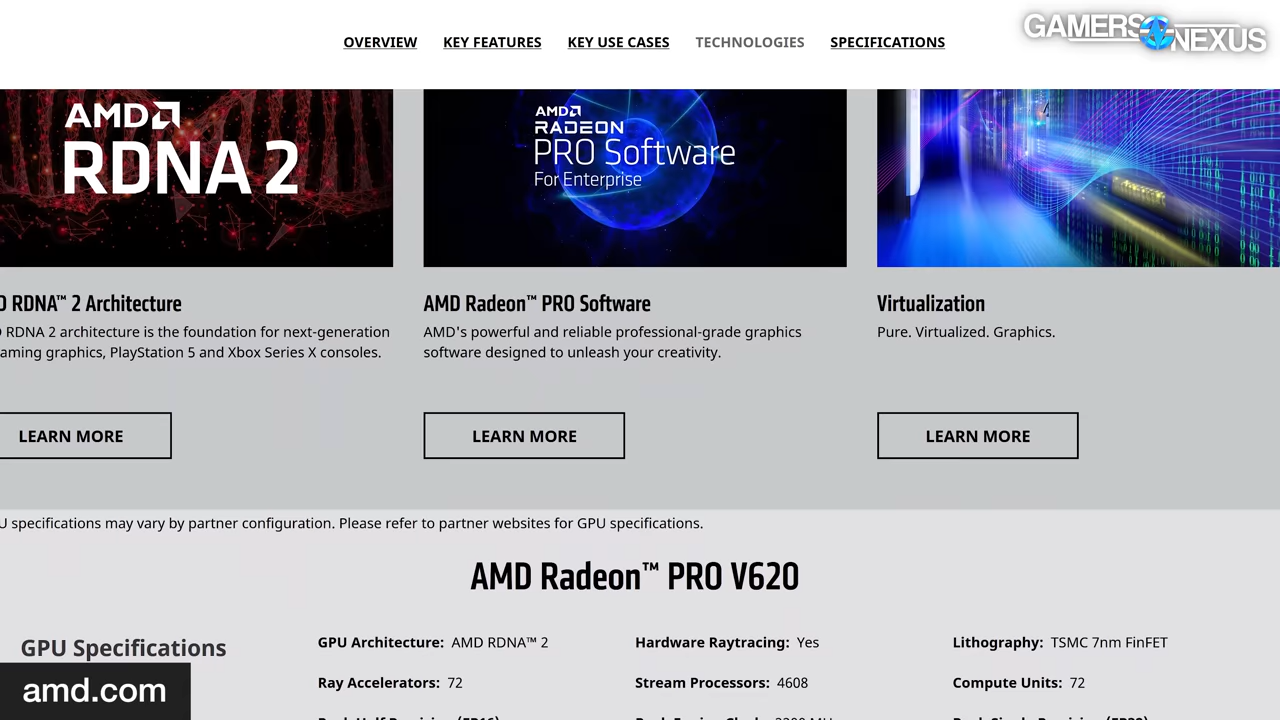 OVERVIEW KEY FEATURES KEY USE CASES TECHNOLOGIES SPECIFICATIONS
GAMERS NEXUS
AMD
RDNA 2
AMD
RADEON
PRO Software
For Enterprise
RDNA™ 2 Architecture
RDNA 2 architecture is the foundation for next-generation
graphics, PlayStation 5 and Xbox Series X consoles.
LEARN MORE
AMD Radeon™ PRO Software
AMD's powerful and reliable professional-grade graphics
software designed to unleash your creativity.
LEARN MORE
Virtualization
Pure. Virtualized. Graphics.
LEARN MORE
specifications may vary by partner configuration. Please refer to partner websites for GPU specifications.
AMD Radeon™ PRO V620
GPU Specifications
GPU Architecture: AMD RDNA™ 2
Hardware Raytracing: Yes
Lithography: TSMC 7nm FinFET
Ray Accelerators: 72
Stream Processors: 4608
Compute Units: 72
amd.com